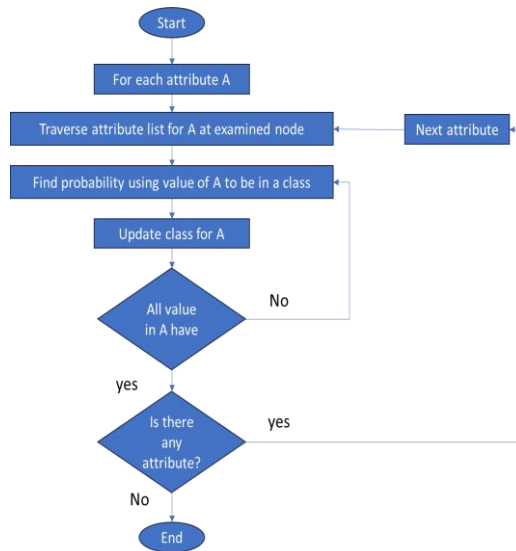 Start
For each attribute A
Traverse attribute list for A at examined node
Next attribute
Find probability using value of A to be in a class
Update class for A
All value
in A have
No
yes
Is there
any
attribute?
yes
No
End